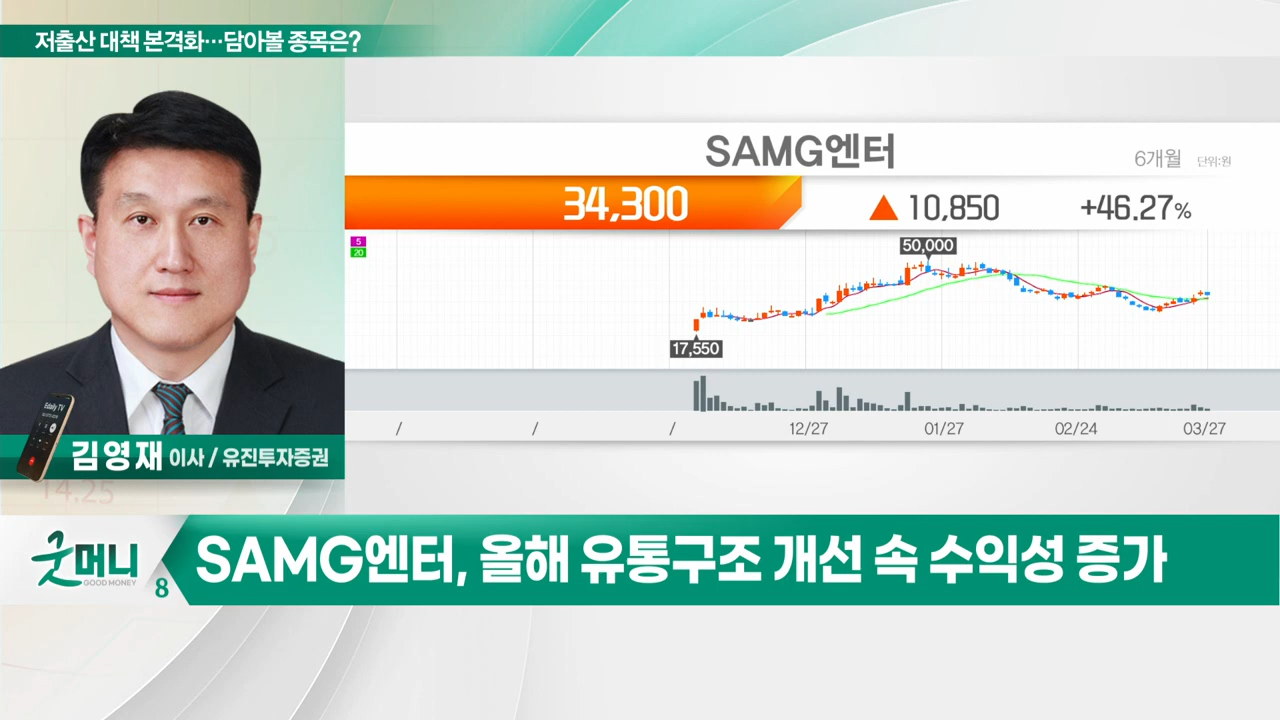 저출산 대책 본격화…담아볼 종목은?
SAMG엔터
6개월 단위:원
34,300 ▲ 10,850 +46.27%
5
20
50,000
17,550
/ / / 12/27 01/27 02/24 03/27
Edaily TV
김영재 이사 / 유진투자증권
14.25
굿머니
GOOD MONEY
8
SAMG엔터, 올해 유통구조 개선 속 수익성 증가